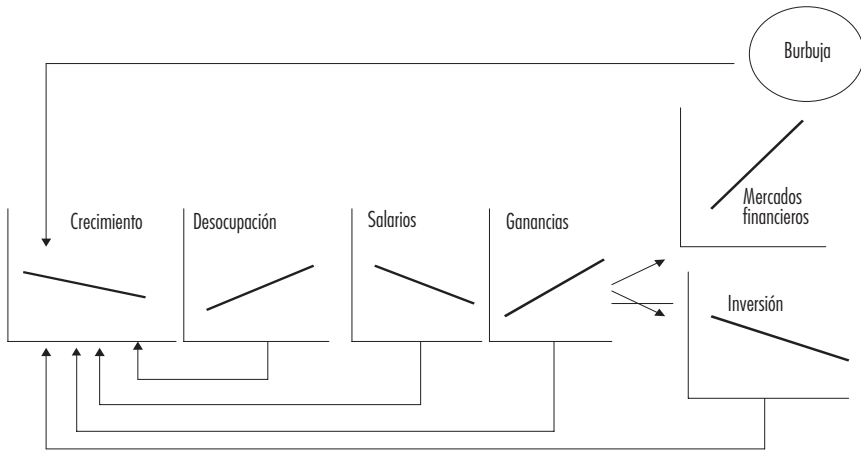 Burbuja
Crecimiento
Desocupación
Salarios
Ganancias
Mercados
financieros
Inversión